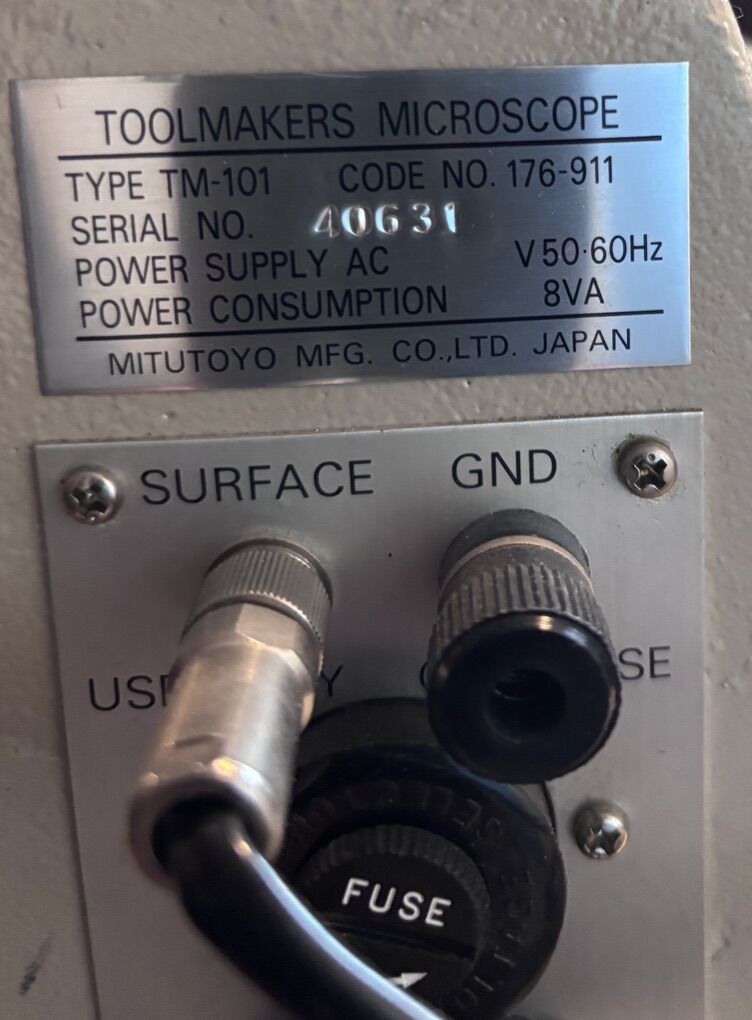 TOOLMAKERS MICROSCOPE
TYPE TM-101 CODE NO. 176-911
SERIAL NO. 40631
POWER SUPPLY AC V 50·60Hz
POWER CONSUMPTION 8VA
MITUTOYO MFG. CO.,LTD. JAPAN
SURFACE GND
FUSE